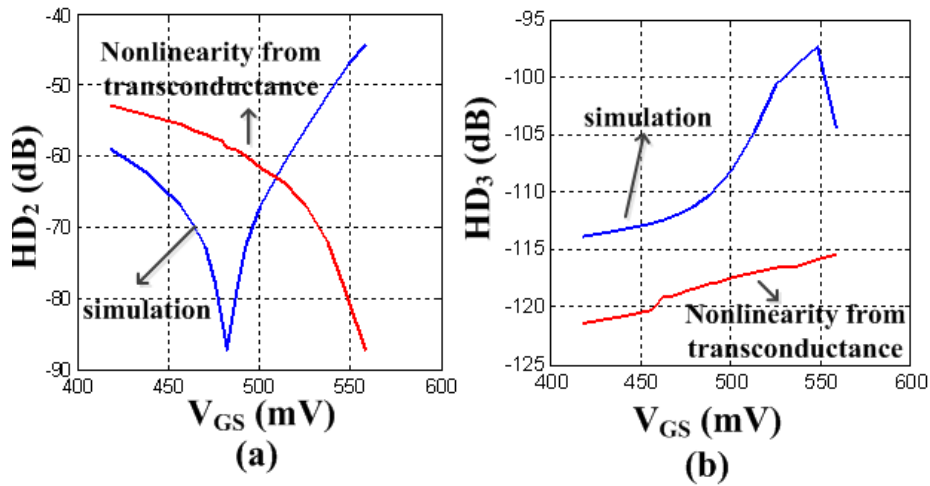 -40
-50
-60
-70
-80
-90
400
450
500
550
600
HD2 (dB)
Nonlinearity from
transconductance
simulation
VGS (mV)
(a)
-95
-100
-105
-110
-115
-120
-125
400
450
500
550
600
HD3 (dB)
simulation
Nonlinearity from
transconductance
VGS (mV)
(b)